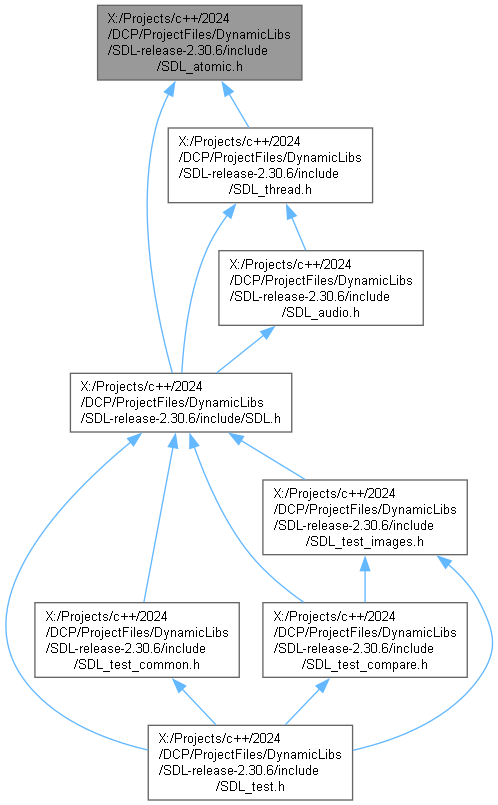 X:/Projects/c++/2024
/DCP/ProjectFiles/DynamicLibs
/SDL-release-2.30.6/include
/SDL_atomic.h
X:/Projects/c++/2024
/DCP/ProjectFiles/DynamicLibs
/SDL-release-2.30.6/include
/SDL_thread.h
X:/Projects/c++/2024
/DCP/ProjectFiles/DynamicLibs
/SDL-release-2.30.6/include
/SDL_audio.h
X:/Projects/c++/2024
/DCP/ProjectFiles/DynamicLibs
/SDL-release-2.30.6/include/SDL.h
X:/Projects/c++/2024
/DCP/ProjectFiles/DynamicLibs
/SDL-release-2.30.6/include
/SDL_test_images.h
X:/Projects/c++/2024
/DCP/ProjectFiles/DynamicLibs
/SDL-release-2.30.6/include
/SDL_test_common.h
X:/Projects/c++/2024
/DCP/ProjectFiles/DynamicLibs
/SDL-release-2.30.6/include
/SDL_test_compare.h
X:/Projects/c++/2024
/DCP/ProjectFiles/DynamicLibs
/SDL-release-2.30.6/include
/SDL_test.h